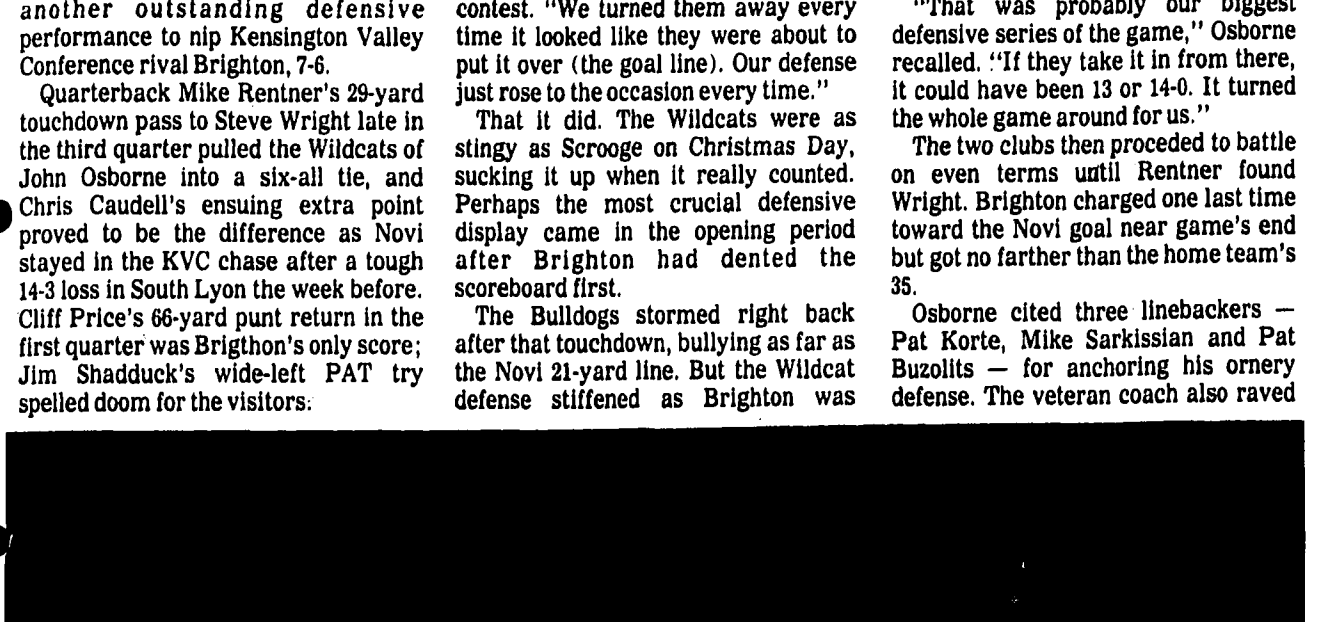 another outstanding defensive
performance to nip Kensington Valley
Conference rival Brighton, 7-6.
Quarterback Mike Rentner's 29-yard
touchdown pass to Steve Wright late in
the third quarter pulled the Wildcats of
John Osborne into a six-all tie, and
Chris Caudell's ensuing extra point
proved to be the difference as Novi
stayed in the KVC chase after a tough
14-3 loss in South Lyon the week before.
Cliff Price's 66-yard punt return in the
first quarter was Brigthon's only score;
Jim Shadduck's wide-left PAT try
spelled doom for the visitors.
contest. "We turned them away every
time it looked like they were about to
put it over (the goal line). Our defense
just rose to the occasion every time."
That it did. The Wildcats were as
stingy as Scrooge on Christmas Day,
sucking it up when it really counted.
Perhaps the most crucial defensive
display came in the opening period
after Brighton had dented the
scoreboard first.
The Bulldogs stormed right back
after that touchdown, bullying as far as
the Novi 21-yard line. But the Wildcat
defense stiffened as Brighton was
"That was probably our biggest
defensive series of the game," Osborne
recalled. "If they take it in from there,
it could have been 13 or 14-0. It turned
the whole game around for us."
The two clubs then proceded to battle
on even terms until Rentner found
Wright. Brighton charged one last time
toward the Novi goal near game's end
but got no farther than the home team's
35.
Osborne cited three linebackers —
Pat Korte, Mike Sarkissian and Pat
Buzolits — for anchoring his ornery
defense. The veteran coach also raved